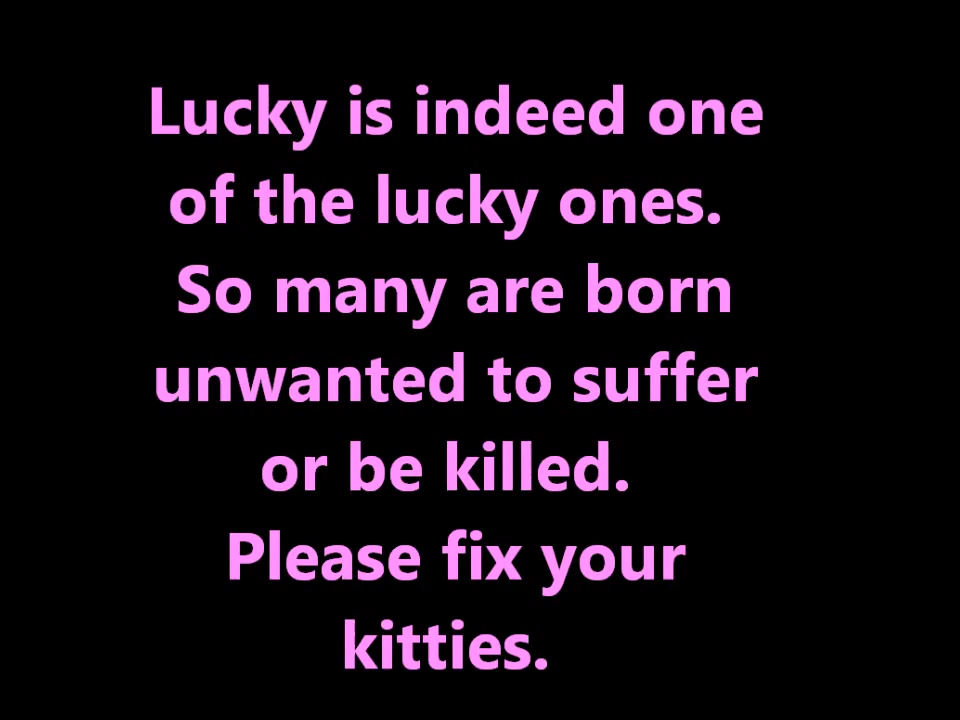 Lucky is indeed one
of the lucky ones.
So many are born
unwanted to suffer
or be killed.
Please fix your
kitties.